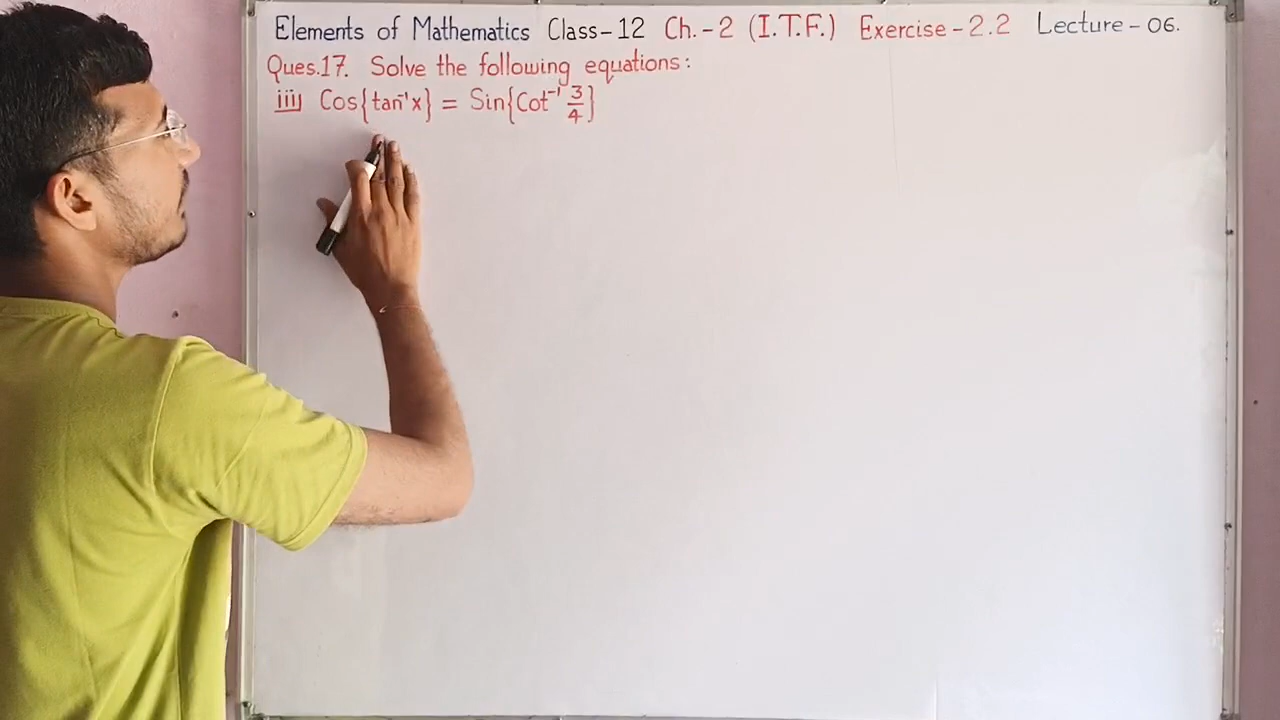 Elements of Mathematics Class-12 Ch.-2 (I.T.F.) Exercise-2.2 Lecture-06.
Ques.17. Solve the following equations:
iii) Cos{tan⁻¹x} = Sin{Cot⁻¹ 3/4}